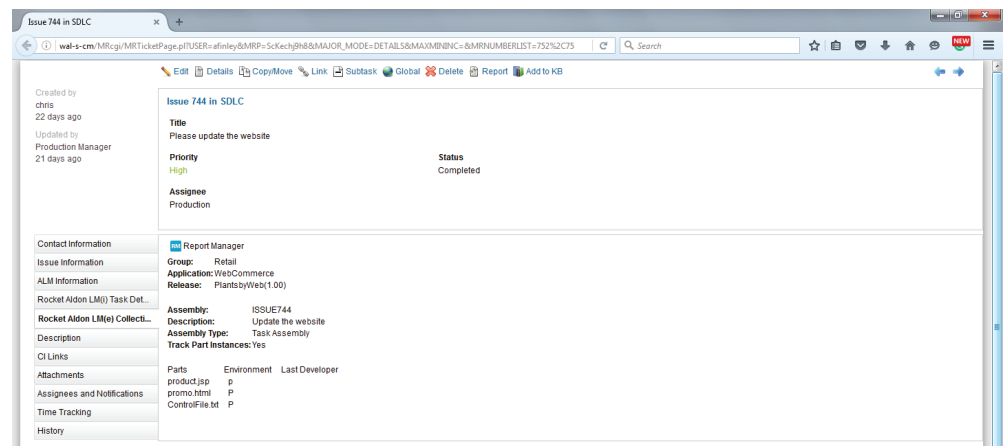 Issue 744 in SDLC
wal-s-cm/MRcgi/MRTicketPage.pl?USER=afinley&MRP=ScKechj9h8&MAJOR_MODE=DETAILS&MAXMININC=&MRNUMBERLIST=752%2C75
Search
NEW
Edit Details Copy/Move Link Subtask Global Delete Report Add to KB
Created by
chris
22 days ago
Updated by
Production Manager
21 days ago
Issue 744 in SDLC
Title
Please update the website
Priority Status
High Completed
Assignee
Production
Contact Information
Issue Information
ALM Information
Rocket Aldon LM(i) Task Det...
Rocket Aldon LM(e) Collecti...
Description
CI Links
Attachments
Assignees and Notifications
Time Tracking
History
RM Report Manager
Group: Retail
Application: WebCommerce
Release: PlantsbyWeb(1.00)
Assembly: ISSUE744
Description: Update the website
Assembly Type: Task Assembly
Track Part Instances: Yes
Parts Environment Last Developer
product.jsp p
promo.html P
ControlFile.txt P